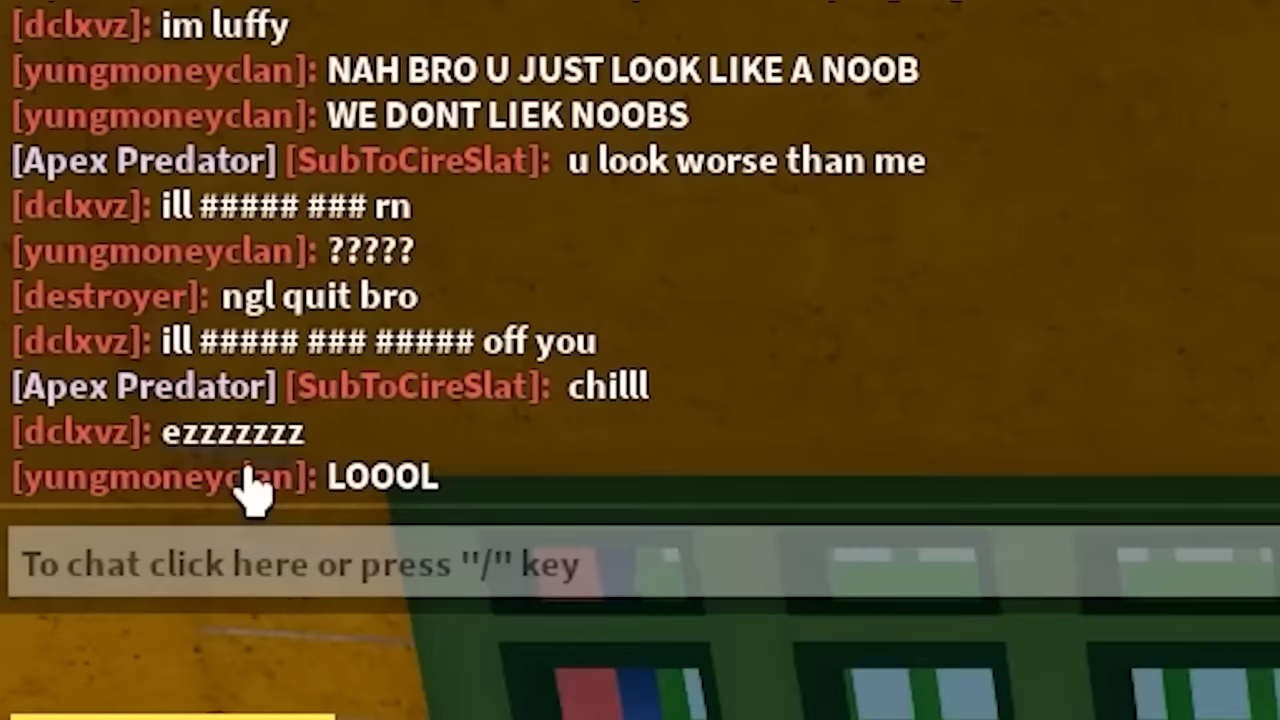 [dclxvz]: im luffy
[yungmoneyclan]: NAH BRO U JUST LOOK LIKE A NOOB
[yungmoneyclan]: WE DONT LIEK NOOBS
[Apex Predator] [SubToCireSlat]: u look worse than me
[dclxvz]: ill ##### ### rn
[yungmoneyclan]: ?????
[destroyer]: ngl quit bro
[dclxvz]: ill ##### ### ##### off you
[Apex Predator] [SubToCireSlat]: chilll
[dclxvz]: ezzzzzzz
[yungmoneyclan]: LOOOL
To chat click here or press "/" key